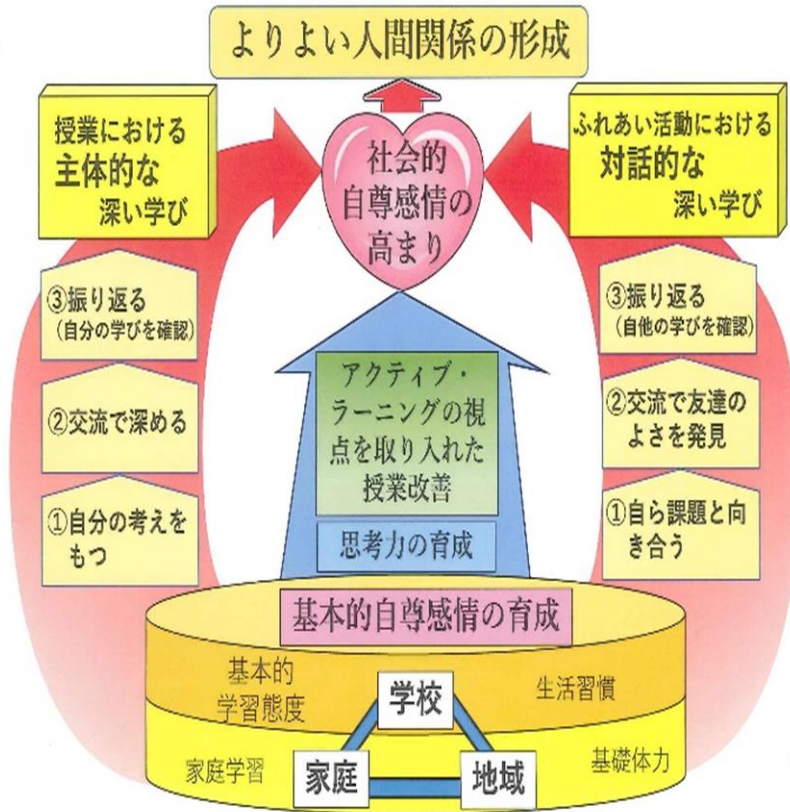 よりよい人間関係の形成
授業における
主体的な
深い学び
ふれあい活動における
対話的な
深い学び
社会的
自尊感情の
高まり
③振り返る
(自分の学びを確認)
②交流で深める
①自分の考えを
もつ
③振り返る
(自他の学びを確認)
②交流で友達の
よさを発見
①自ら課題と向
き合う
アクティブ・
ラーニングの視
点を取り入れた
授業改善
思考力の育成
基本的自尊感情の育成
基本的
学習態度
生活習慣
学校
家庭学習
家庭
地域
基礎体力